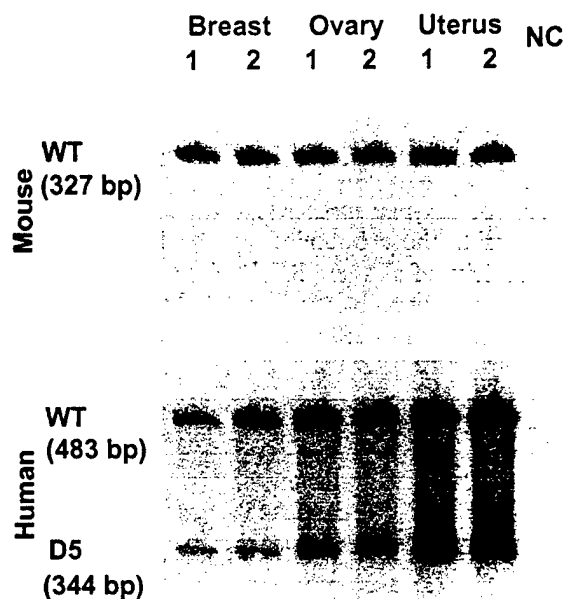 Breast Ovary Uterus NC
1 2 1 2 1 2
Mouse
WT
(327 bp)
Human
WT
(483 bp)
D5
(344 bp)